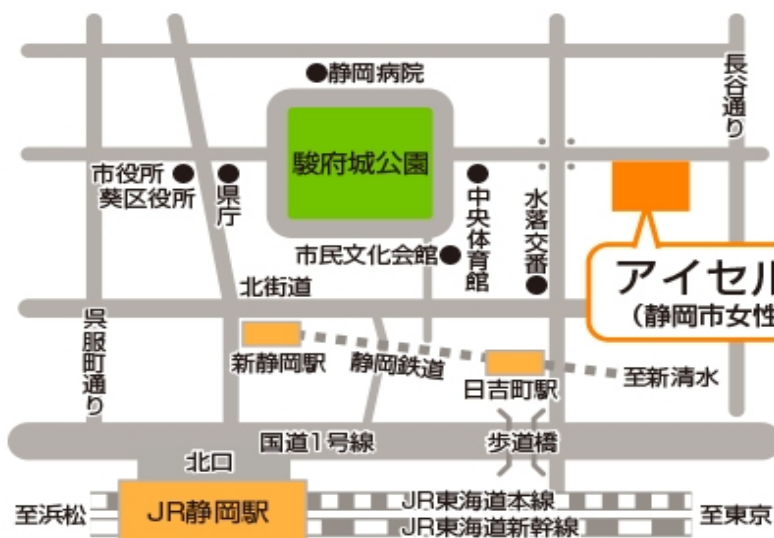 静岡病院
長谷通り
駿府城公園
市役所
葵区役所
県庁
中央体育館
水落交番
市民文化会館
アイセル
(静岡市女性
北街道
呉服町通り
新静岡駅
静岡鉄道
日吉町駅
至新清水
国道1号線
歩道橋
北口
至浜松
JR静岡駅
JR東海道本線
JR東海道新幹線
至東京